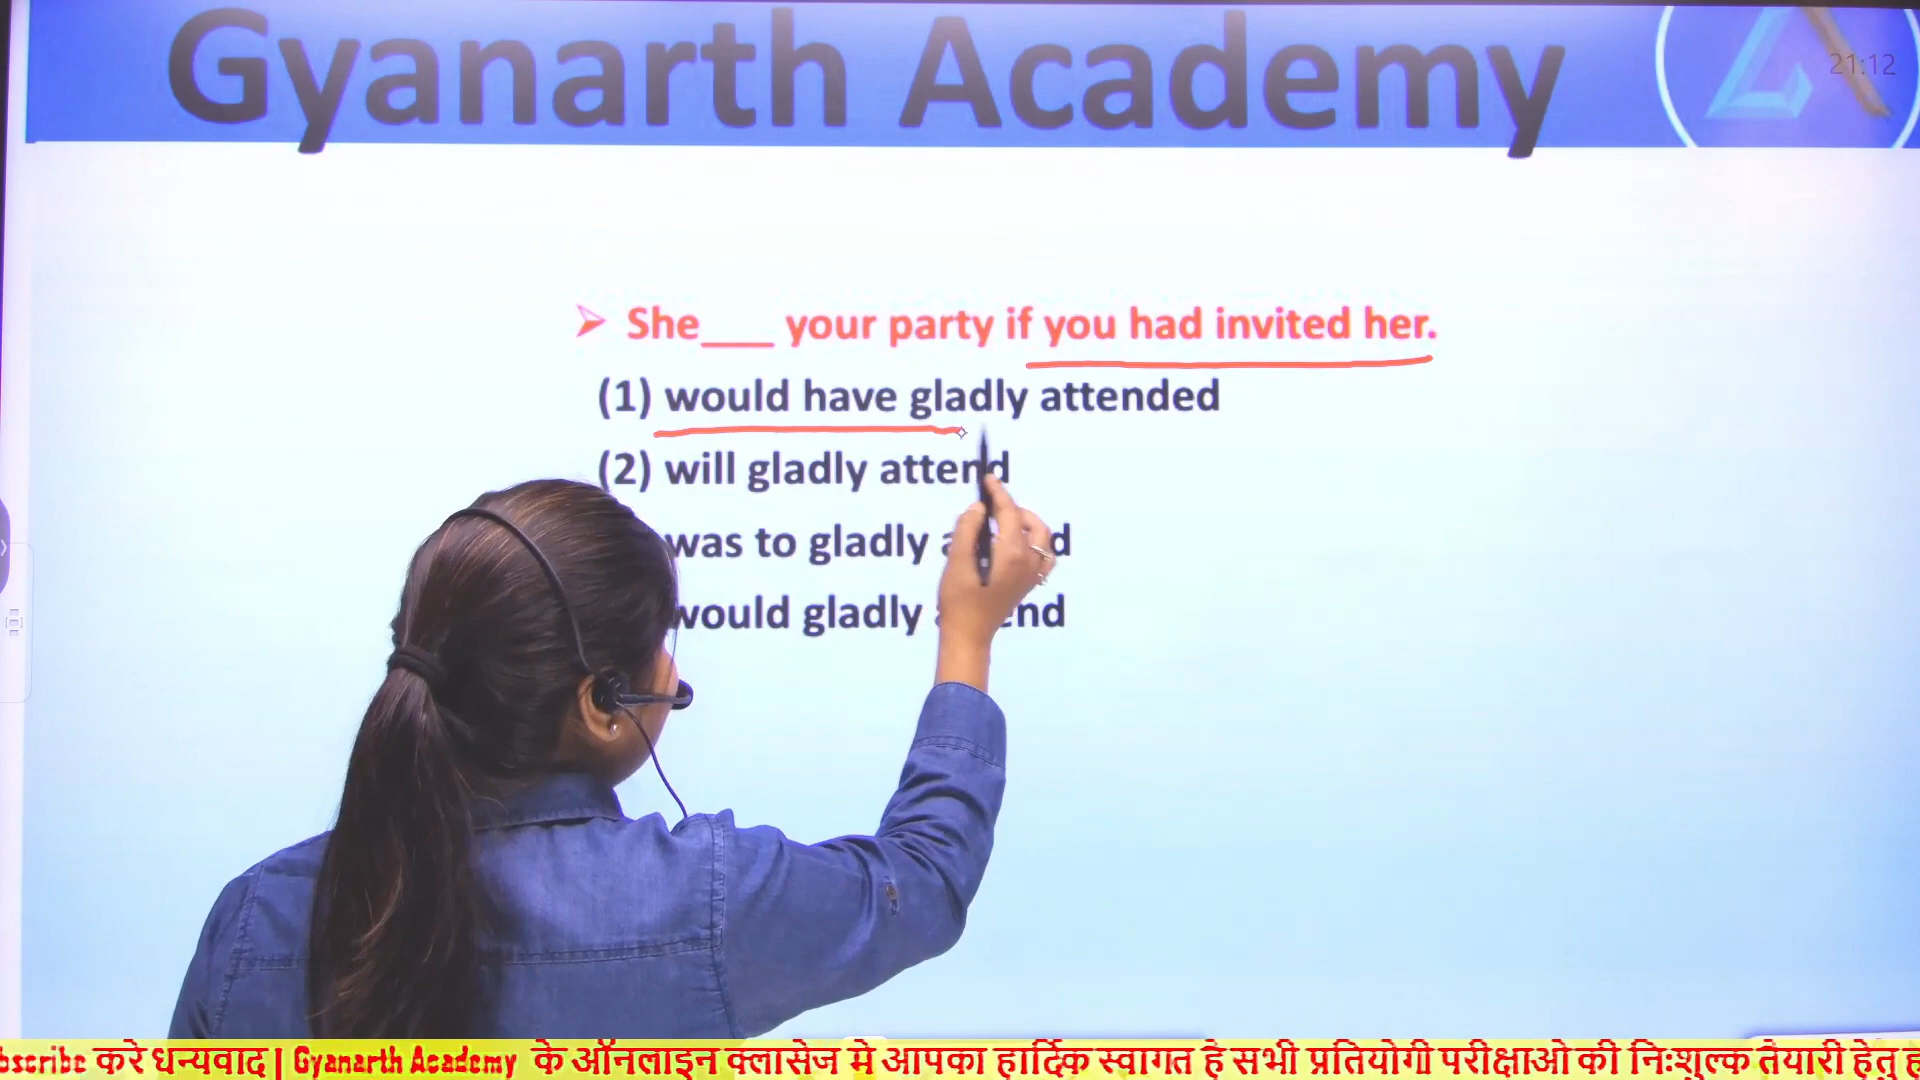 Gyanarth Academy
21:12
She___ your party if you had invited her.
(1) would have gladly attended
(2) will gladly attend
was to gladly
would gladly
करे धन्यवाद | Gyanarth Academy के ऑनलाइन क्लासेज मे आपका हार्दिक स्वागत है सभी प्रतियोगी परीक्षाओ की निःशुल्क तैयारी हेतु